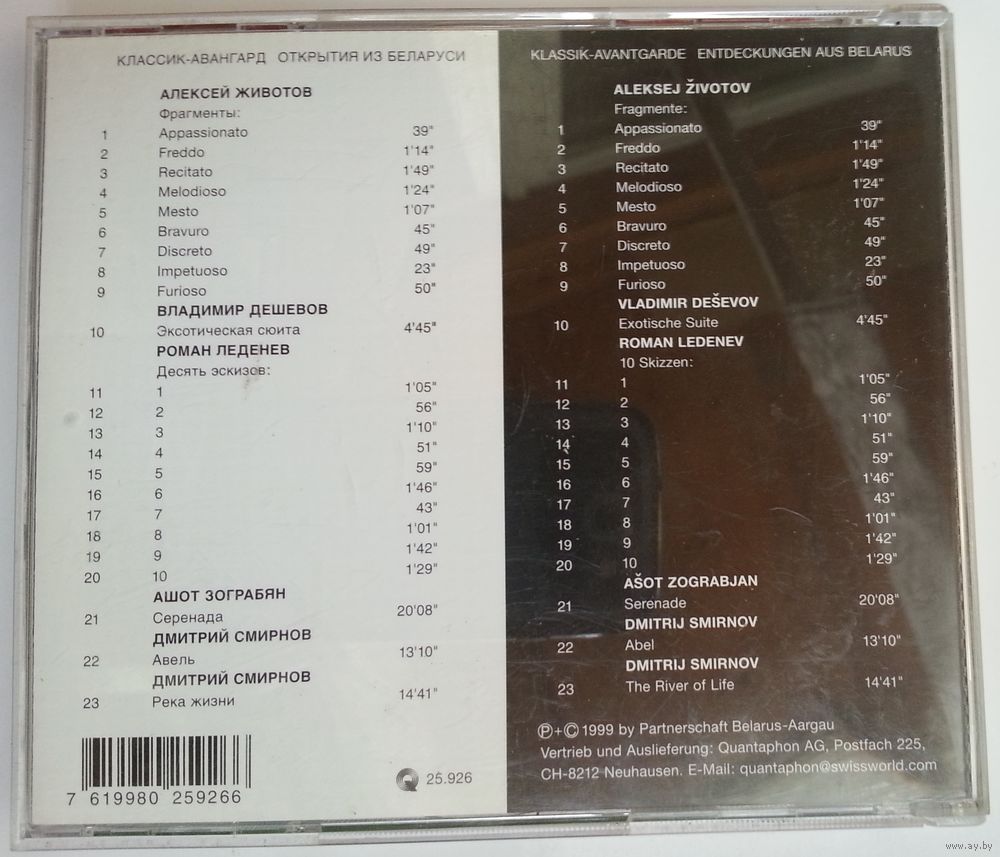 КЛАССИК-АВАНГАРД ОТКРЫТИЯ ИЗ БЕЛАРУСИ
АЛЕКСЕЙ ЖИВОТОВ
Фрагменты:
1 Appassionato 39"
2 Freddo 1'14"
3 Recitato 1'49"
4 Melodioso 1'24"
5 Mesto 1'07"
6 Bravuro 45"
7 Discreto 49"
8 Impetuoso 23"
9 Furioso 50"
ВЛАДИМИР ДЕШЕВОВ
10 Эксотическая сюита 4'45"
РОМАН ЛЕДЕНЕВ
Десять эскизов:
11 1 1'05"
12 2 56"
13 3 1'10"
14 4 51"
15 5 59"
16 6 1'46"
17 7 43"
18 8 1'01"
19 9 1'42"
20 10 1'29"
АШОТ ЗОГРАБЯН
21 Серенада 20'08"
ДМИТРИЙ СМИРНОВ
22 Авель 13'10"
ДМИТРИЙ СМИРНОВ
23 Река жизни 14'41"
7 619980 259266
Q 25.926
KLASSIK-AVANTGARDE ENTDECKUNGEN AUS BELARUS
ALEKSEJ ŽIVOTOV
Fragmente:
1 Appassionato 39"
2 Freddo 1'14"
3 Recitato 1'49"
4 Melodioso 1'24"
5 Mesto 1'07"
6 Bravuro 45"
7 Discreto 49"
8 Impetuoso 23"
9 Furioso 50"
VLADIMIR DEŠEVOV
10 Exotische Suite 4'45"
ROMAN LEDENEV
10 Skizzen:
11 1 1'05"
12 2 56"
13 3 1'10"
14 4 51"
15 5 59"
16 6 1'46"
17 7 43"
18 8 1'01"
19 9 1'42"
20 10 1'29"
AŠOT ZOGRABJAN
21 Serenade 20'08"
DMITRIJ SMIRNOV
22 Abel 13'10"
DMITRIJ SMIRNOV
23 The River of Life 14'41"
℗+© 1999 by Partnerschaft Belarus-Aargau
Vertrieb und Auslieferung: Quantaphon AG, Postfach 225,
CH-8212 Neuhausen. E-Mail: quantaphon@swissworld.com
www.ay.by